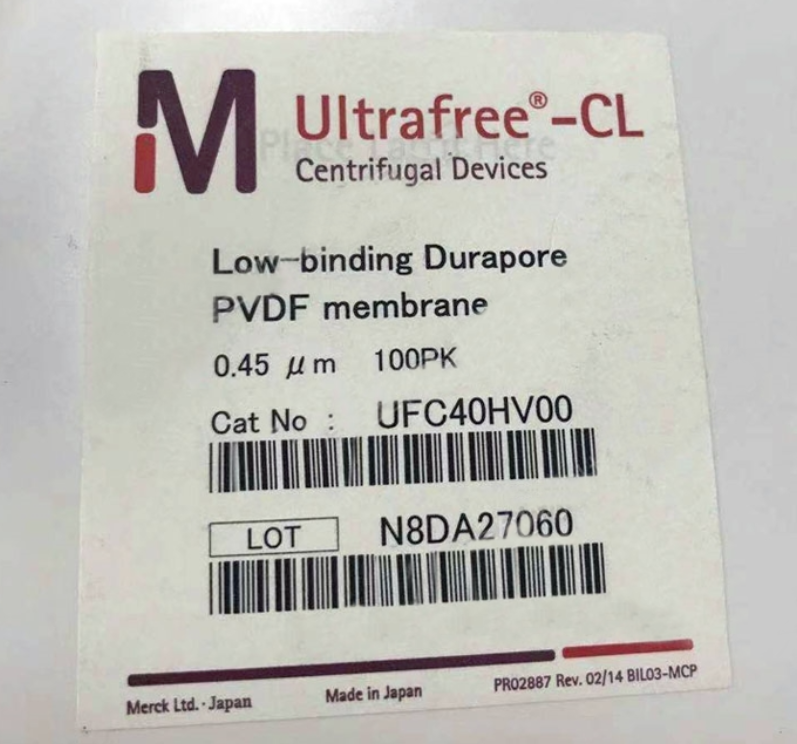 M
Ultrafree®-CL
Centrifugal Devices
Low-binding Durapore
PVDF membrane
0.45 μm 100PK
Cat No : UFC40HV00
LOT N8DA27060
Merck Ltd. · Japan Made in Japan PR02887 Rev. 02/14 BIL03-MCP